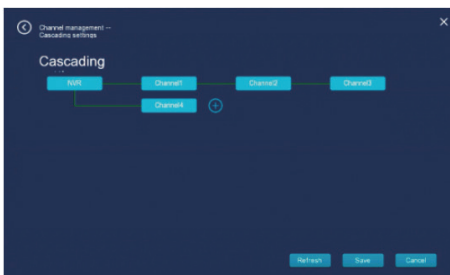 Channel management —
Cascading settings
Cascading
NVR Channel1 Channel2 Channel3
Channel4
Refresh Save Cancel